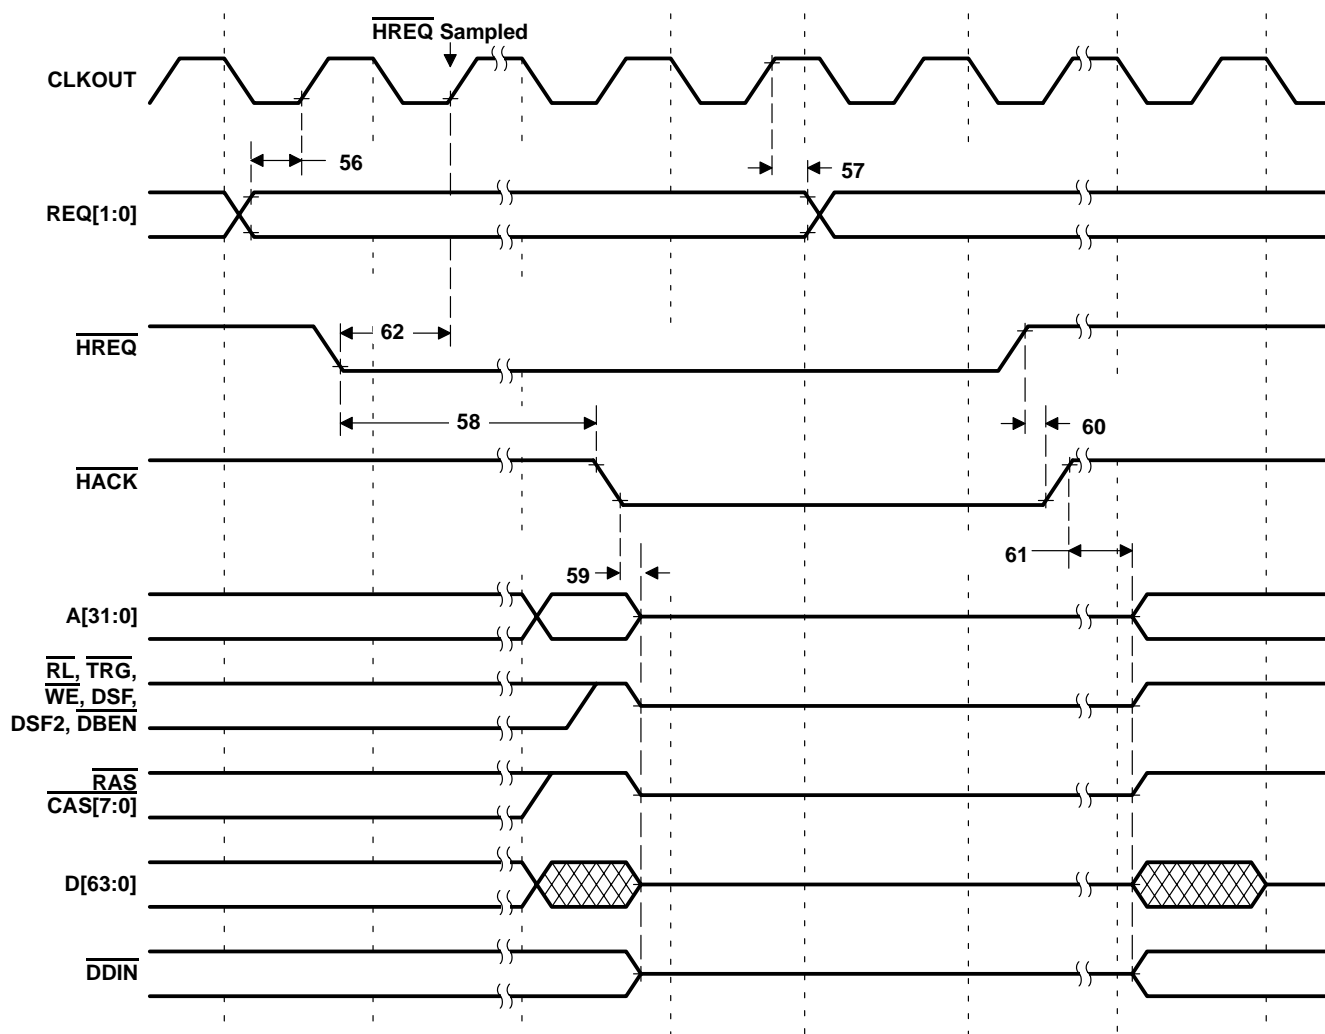 HREQ Sampled
CLKOUT
56
57
REQ[1:0]
62
HREQ
58
60
HACK
61
59
A[31:0]
RL, TRG,
WE, DSF,
DSF2, DBEN
RAS
CAS[7:0]
D[63:0]
DDIN